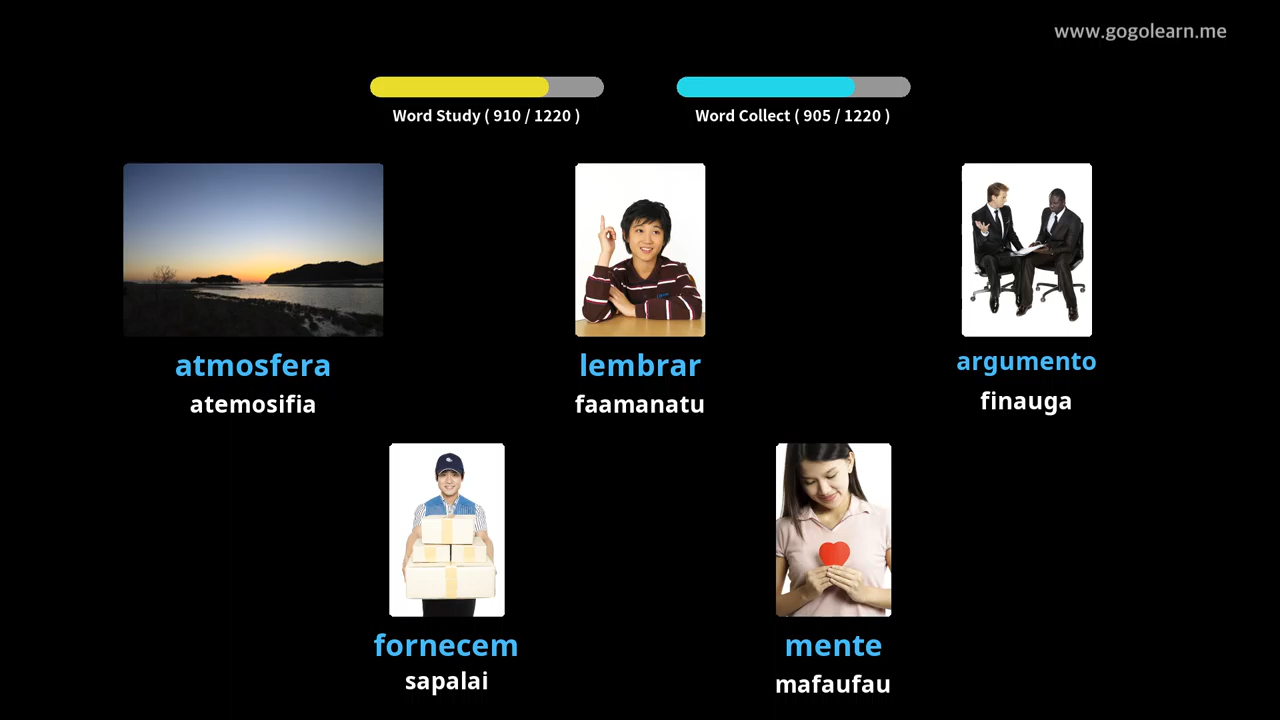 www.gogolearn.me
Word Study ( 910 / 1220 )
Word Collect ( 905 / 1220 )
atmosfera
atemosifia
lembrar
faamanatu
argumento
finauga
fornecem
sapalai
mente
mafaufau